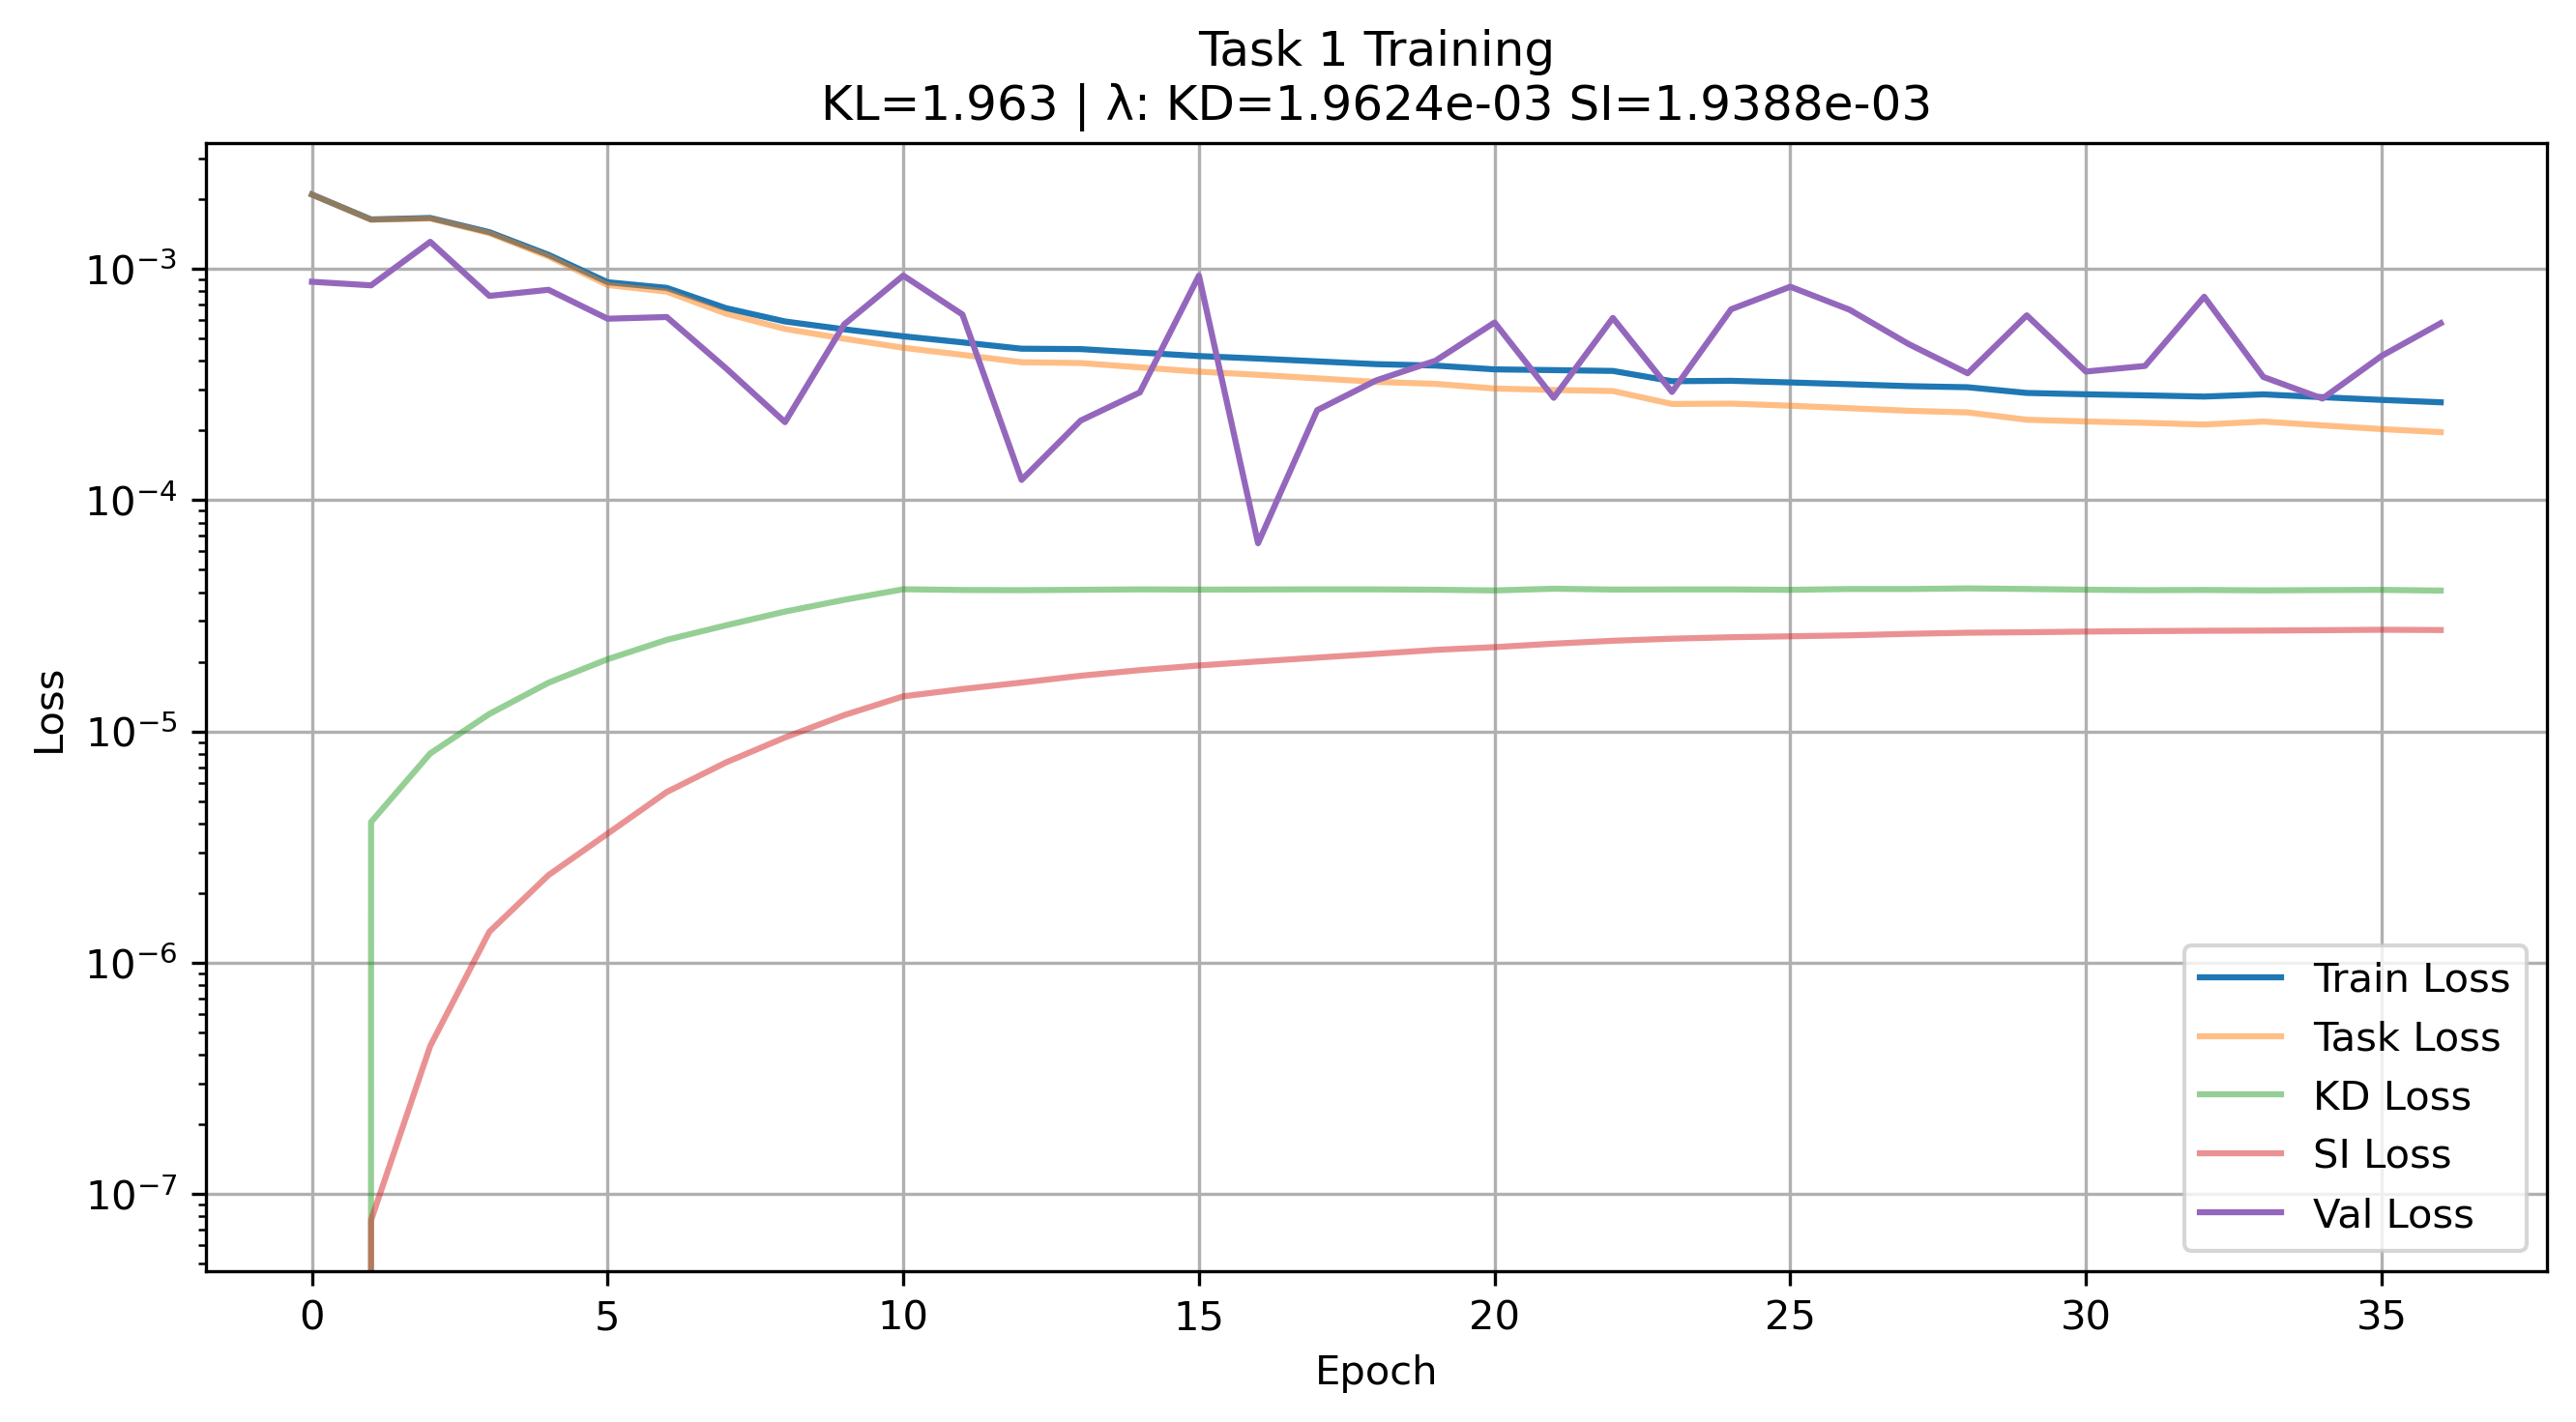 Task 1 Training
KL=1.963 | λ: KD=1.9624e-03 SI=1.9388e-03
Loss
10⁻³
10⁻⁴
10⁻⁵
10⁻⁶
10⁻⁷
Train Loss
Task Loss
KD Loss
SI Loss
Val Loss
0 5 10 15 20 25 30 35
Epoch